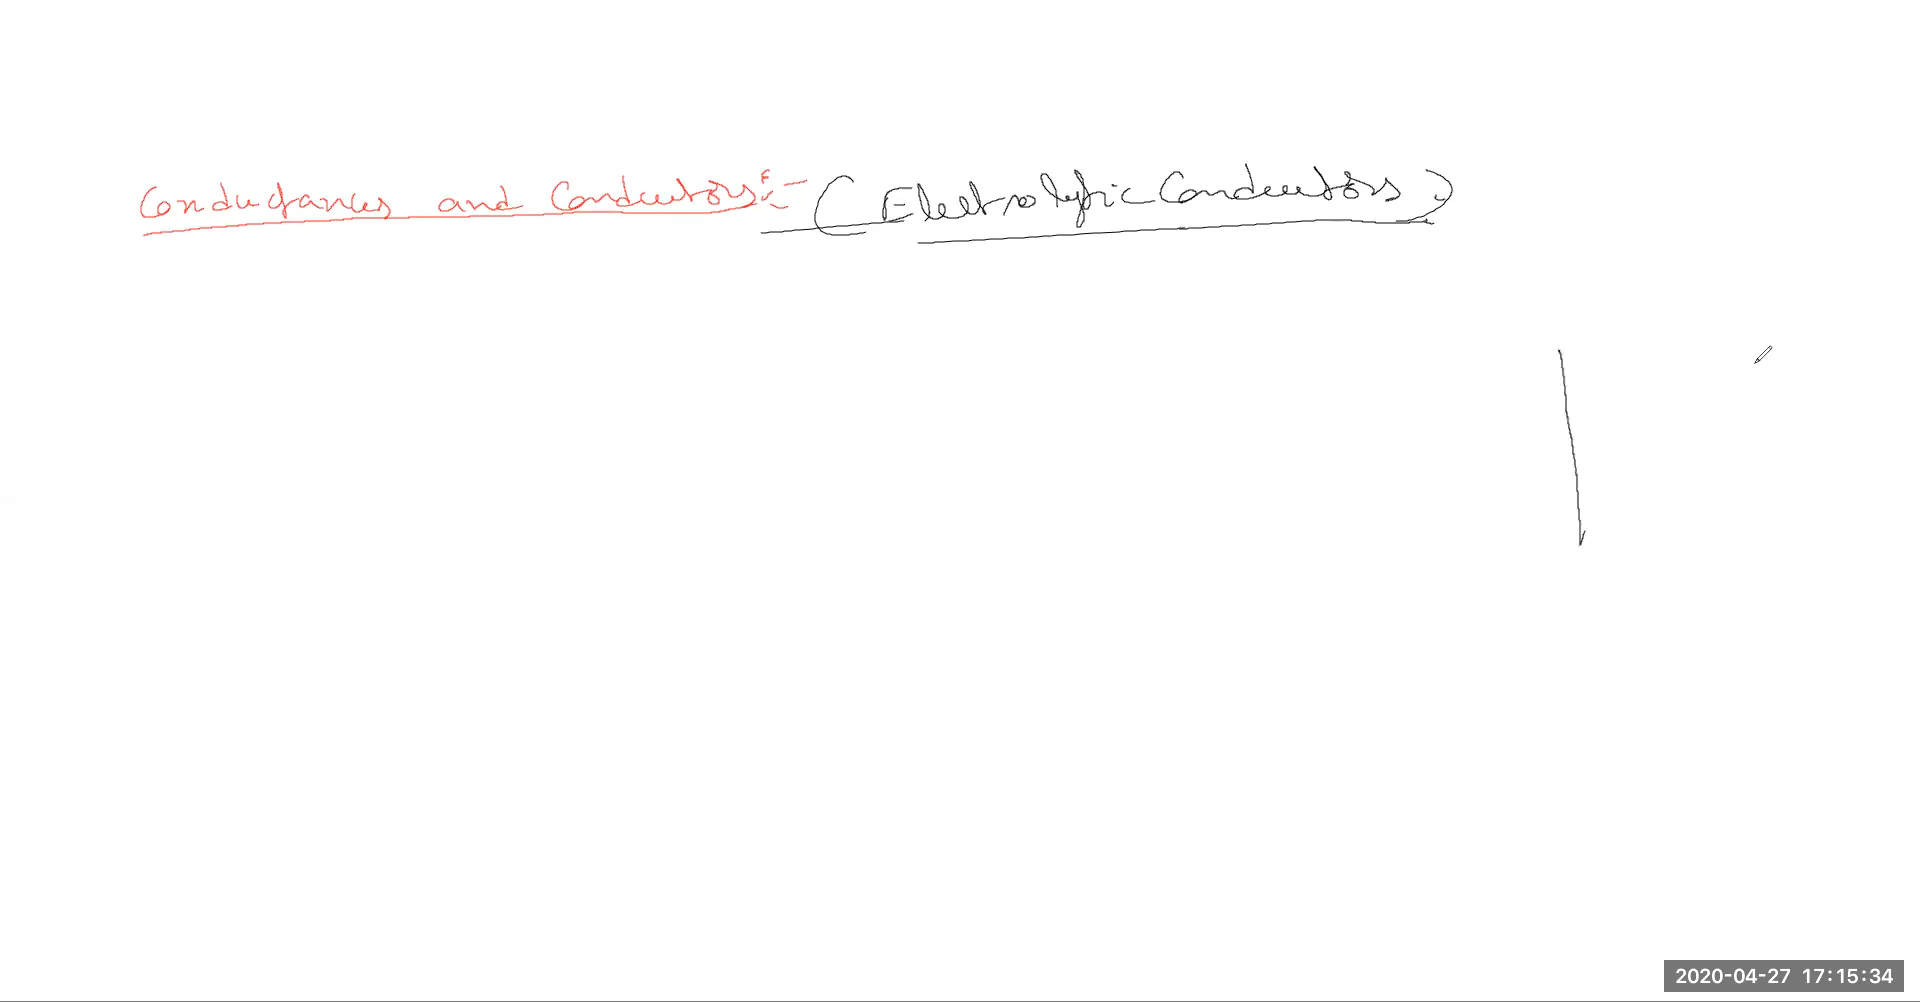 Conductances and Conductors:- (Electrolytic Conductors)
2020-04-27 17:15:34